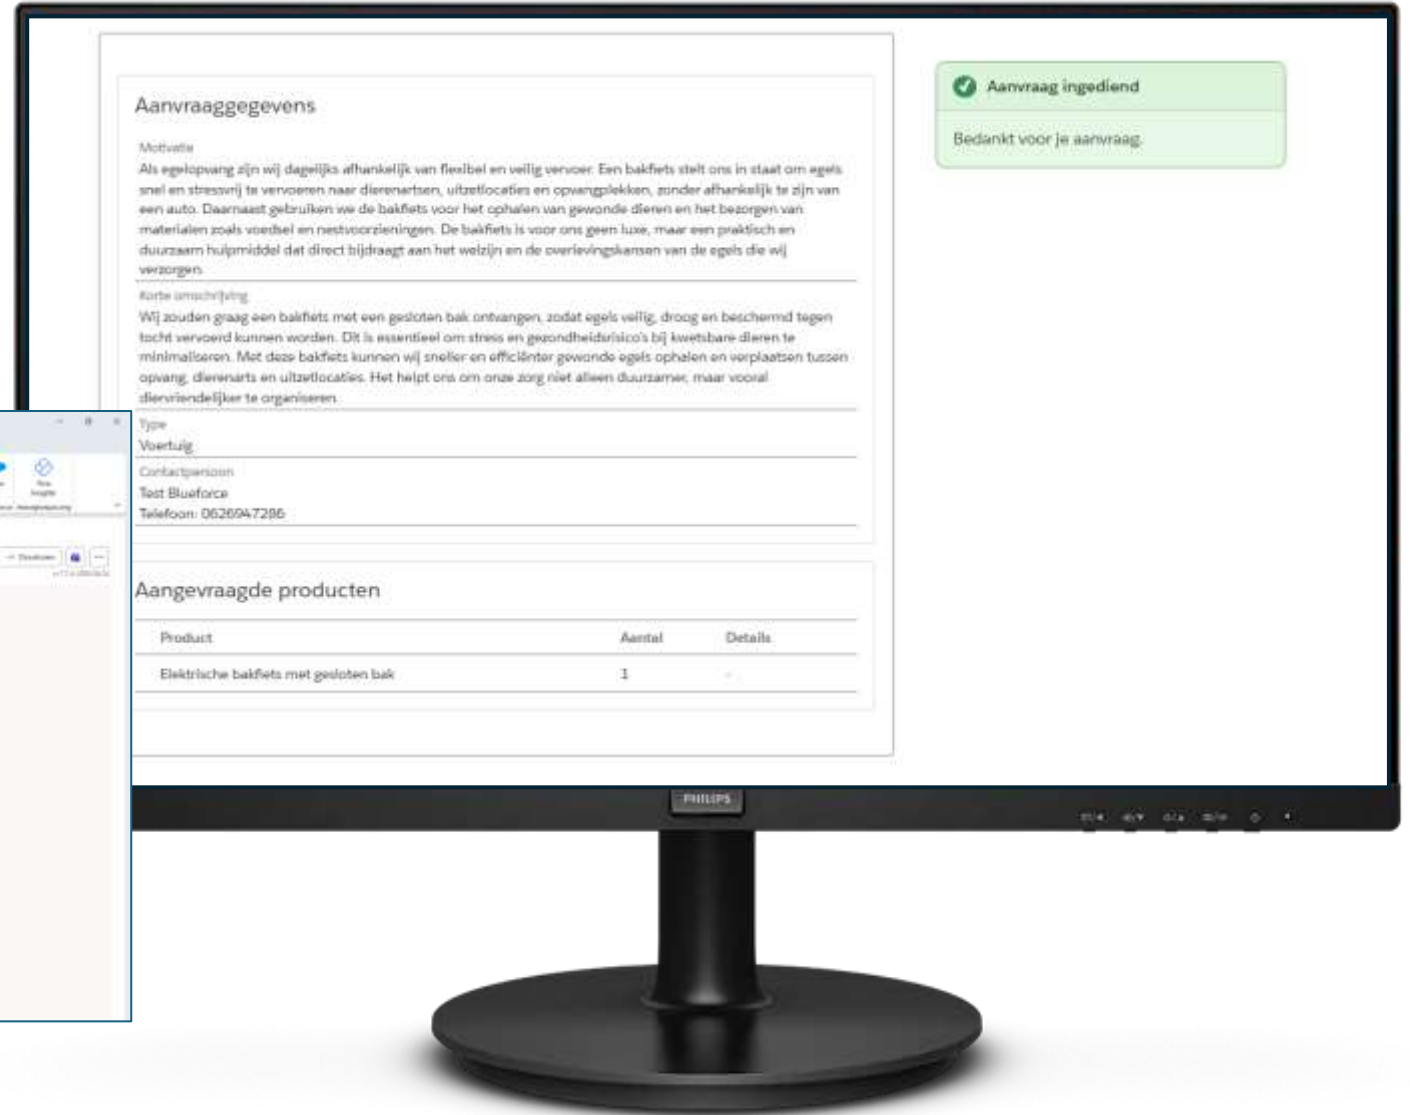 Aanvraaggegevens
Motivatie
Als egelopvang zijn wij dagelijks afhankelijk van flexibel en veilig vervoer. Een bakfiets stelt ons in staat om egels
snel en stressvrij te vervoeren naar dierenartsen, uitzetlocaties en opvangplekken, zonder afhankelijk te zijn van
een auto. Daarnaast gebruiken we de bakfiets voor het ophalen van gewonde dieren en het bezorgen van
materialen zoals voedsel en nestvoorzieningen. De bakfiets is voor ons geen luxe, maar een praktisch en
duurzaam hulpmiddel dat direct bijdraagt aan het welzijn en de overlevingskansen van de egels die wij
verzorgen.
Korte omschrijving
Wij zouden graag een bakfiets met een gesloten bak ontvangen, zodat egels veilig, droog en beschermd tegen
tocht vervoerd kunnen worden. Dit is essentieel om stress en gezondheidsrisico's bij kwetsbare dieren te
minimaliseren. Met deze bakfiets kunnen wij sneller en efficiënter gewonde egels ophalen en verplaatsen tussen
opvang, dierenarts en uitzetlocaties. Het helpt ons om onze zorg niet alleen duurzamer, maar vooral
diervriendelijker te organiseren.
Type
Voertuig
Contactpersoon
Test Blueforce
Telefoon: 0626947286
Aangevraagde producten
Product Aantal Details
Elektrische bakfiets met gesloten bak 1 -
Aanvraag ingediend
Bedankt voor je aanvraag.
PHILIPS